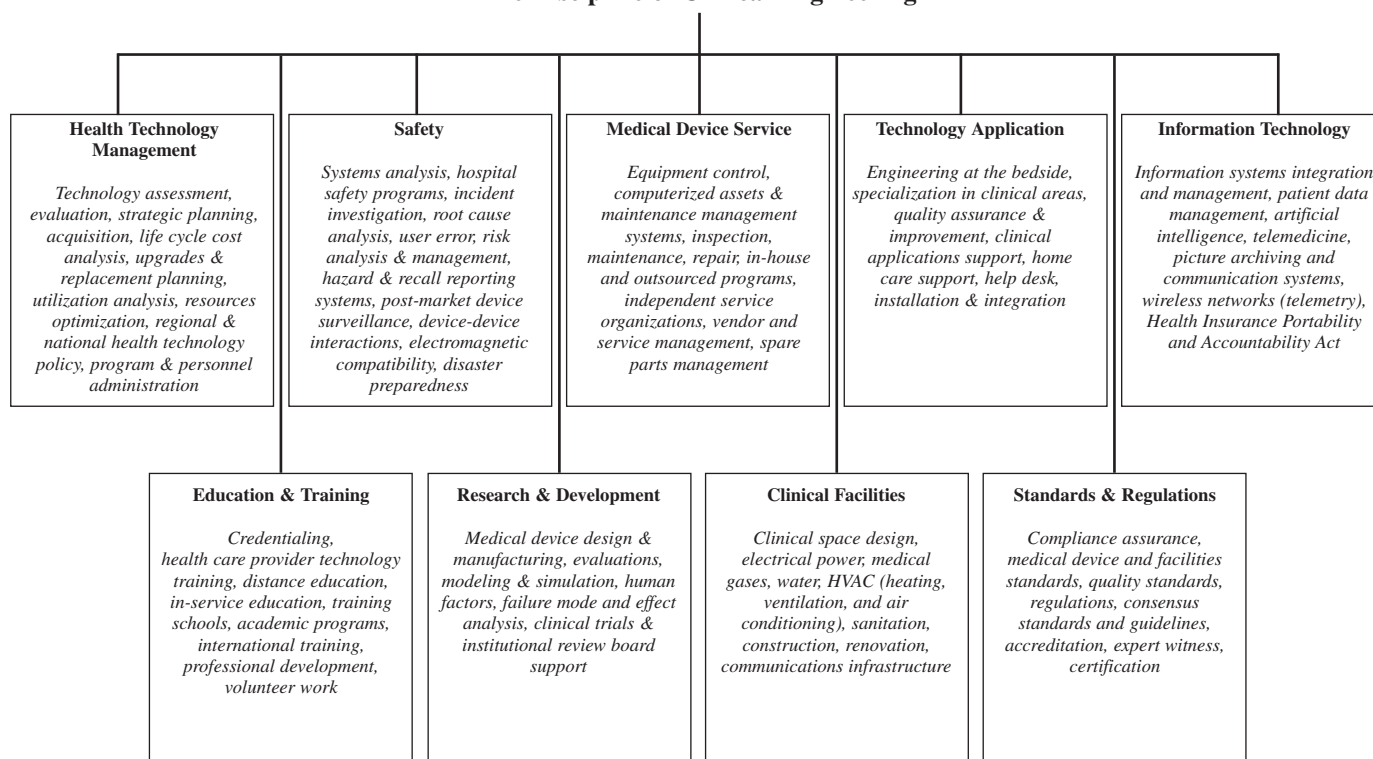 Health Technology
Management
Technology assessment,
evaluation, strategic planning,
acquisition, life cycle cost
analysis, upgrades &
replacement planning,
utilization analysis, resources
optimization, regional &
national health technology
policy, program & personnel
administration
Safety
Systems analysis, hospital
safety programs, incident
investigation, root cause
analysis, user error, risk
analysis & management,
hazard & recall reporting
systems, post-market device
surveillance, device-device
interactions, electromagnetic
compatibility, disaster
preparedness
Medical Device Service
Equipment control,
computerized assets &
maintenance management
systems, inspection,
maintenance, repair, in-house
and outsourced programs,
independent service
organizations, vendor and
service management, spare
parts management
Technology Application
Engineering at the bedside,
specialization in clinical areas,
quality assurance &
improvement, clinical
applications support, home
care support, help desk,
installation & integration
Information Technology
Information systems integration
and management, patient data
management, artificial
intelligence, telemedicine,
picture archiving and
communication systems,
wireless networks (telemetry),
Health Insurance Portability
and Accountability Act
Education & Training
Credentialing,
health care provider technology
training, distance education,
in-service education, training
schools, academic programs,
international training,
professional development,
volunteer work
Research & Development
Medical device design &
manufacturing, evaluations,
modeling & simulation, human
factors, failure mode and effect
analysis, clinical trials &
institutional review board
support
Clinical Facilities
Clinical space design,
electrical power, medical
gases, water, HVAC (heating,
ventilation, and air
conditioning), sanitation,
construction, renovation,
communications infrastructure
Standards & Regulations
Compliance assurance,
medical device and facilities
standards, quality standards,
regulations, consensus
standards and guidelines,
accreditation, expert witness,
certification